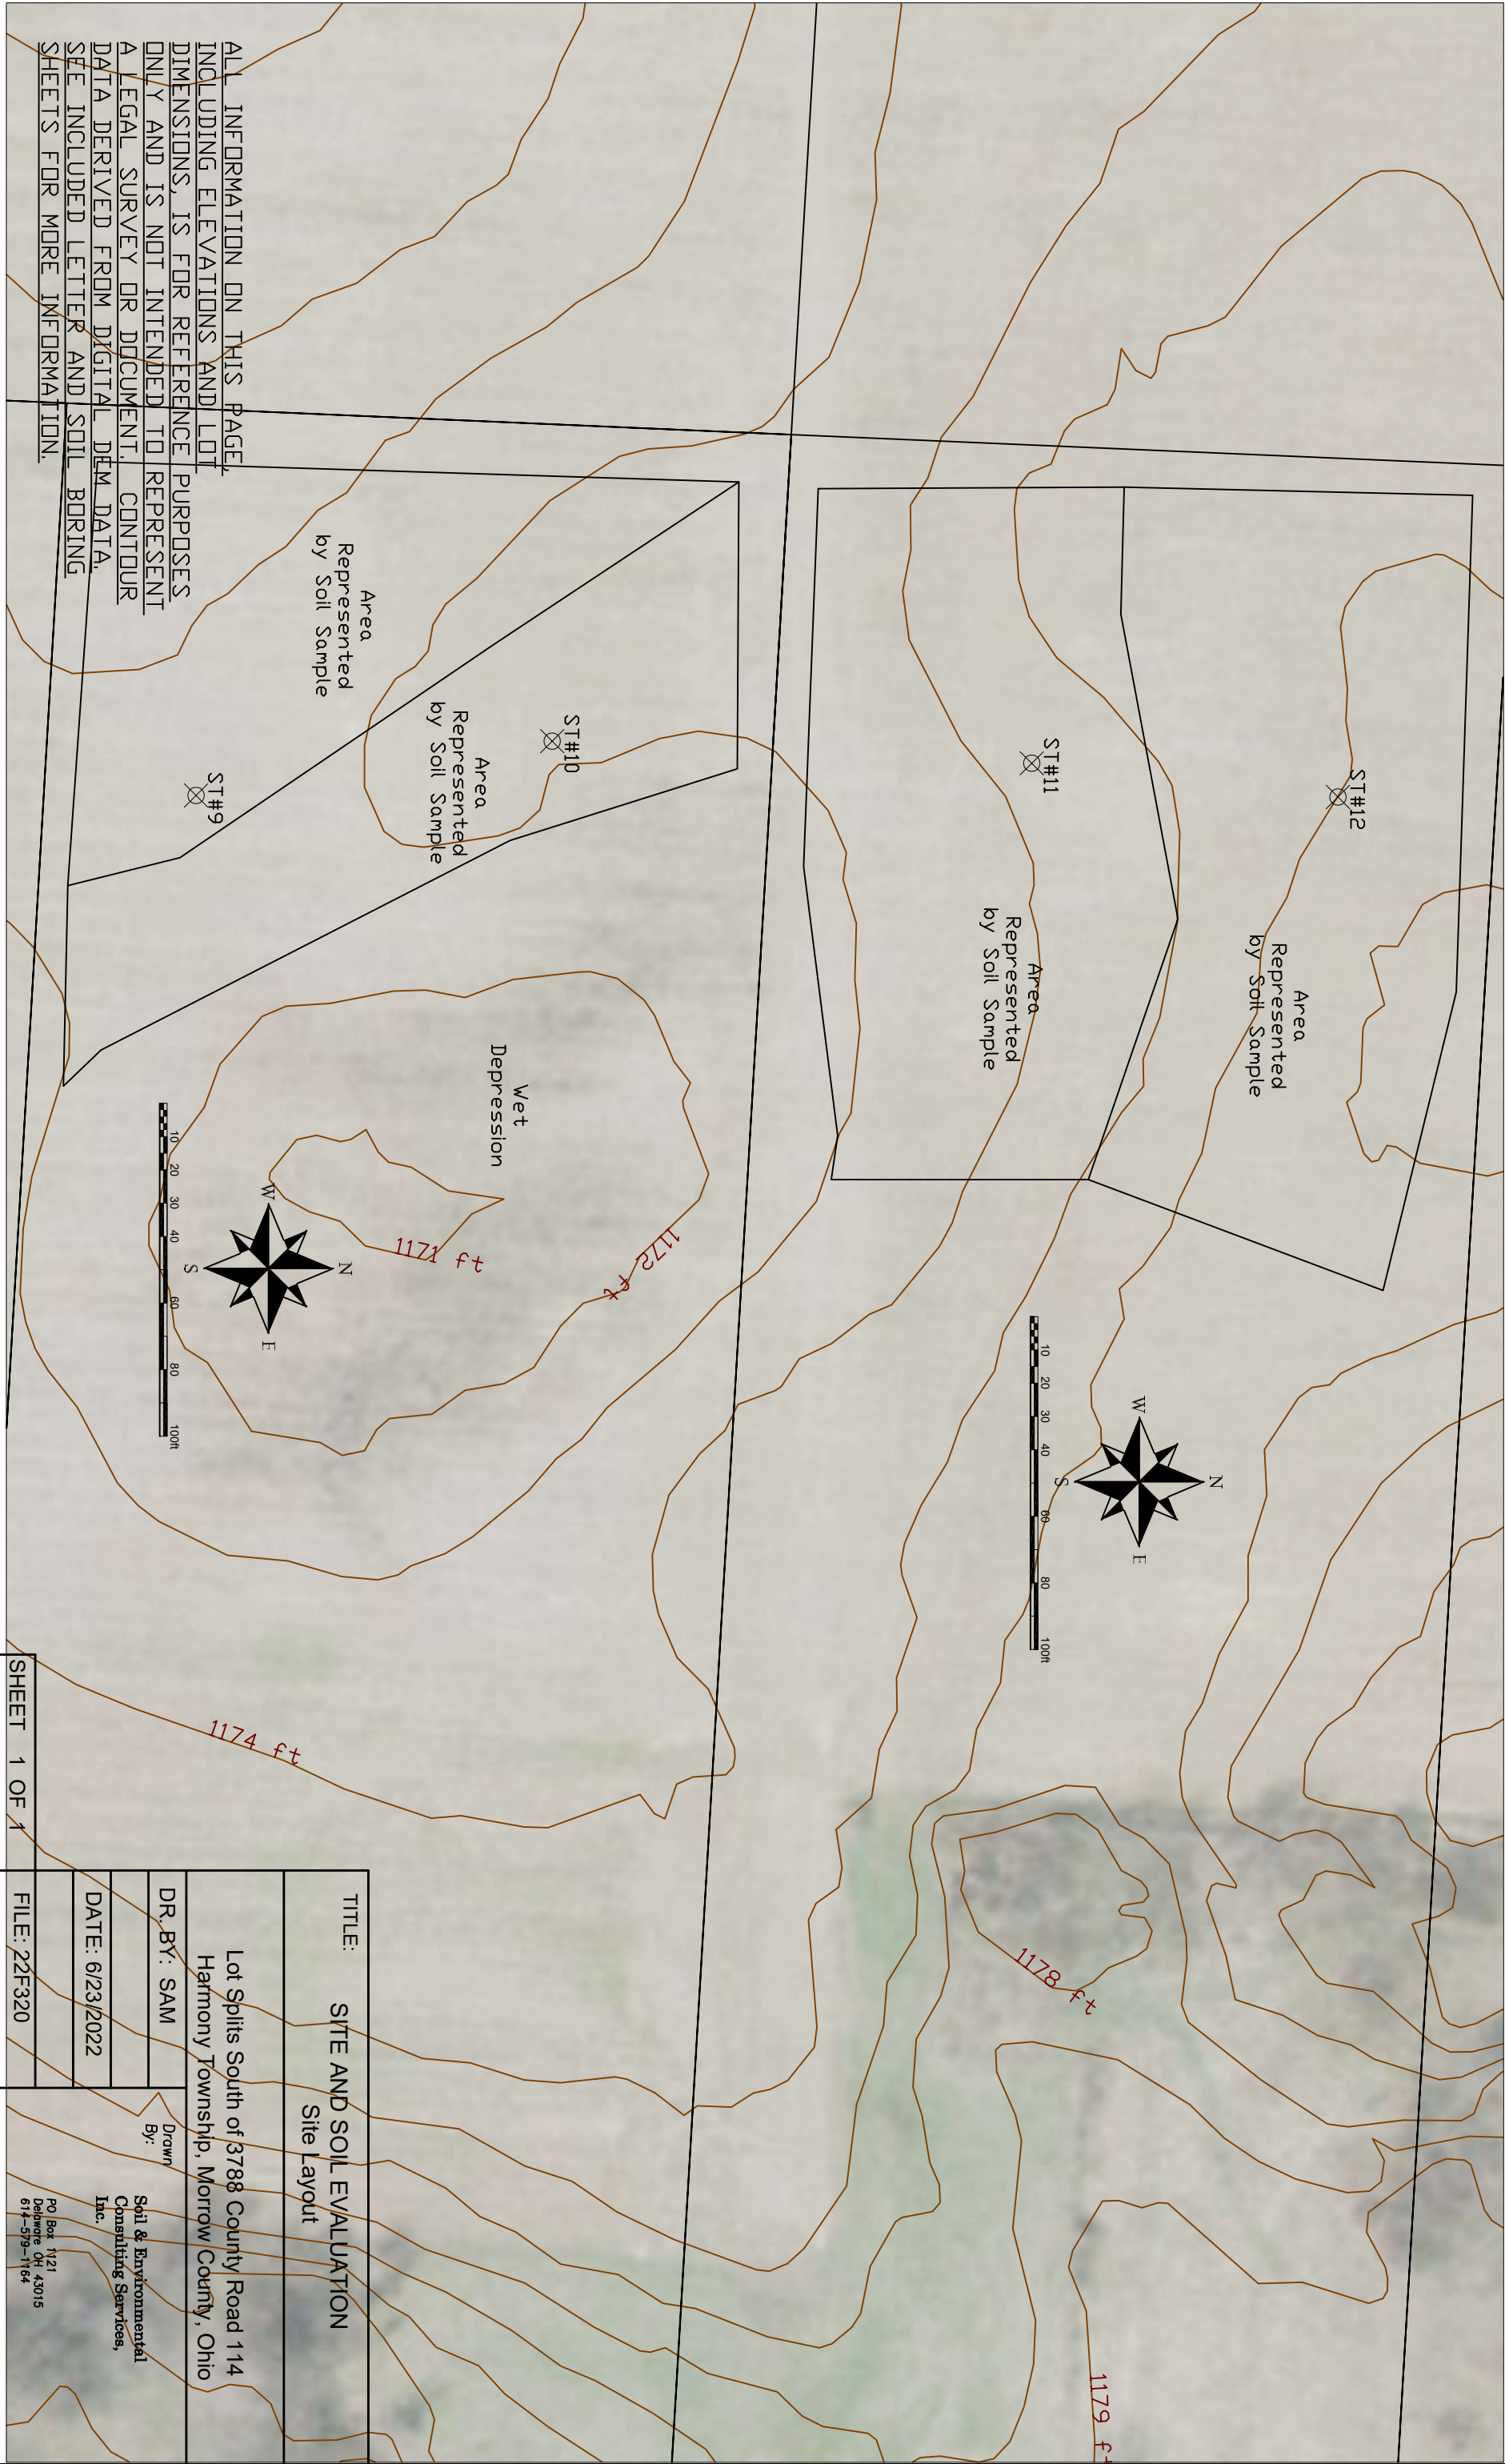 ST#12
Area
Represented
by Soil Sample
ST#11
Area
Represented
by Soil Sample
ST#10
Area
Represented
by Soil Sample
ST#9
Area
Represented
by Soil Sample
Wet
Depression
1171 ft
1172 ft
1174 ft
1178 ft
1179 ft
N
W
E
S
10 20 30 40 60 80 100ft
N
W
E
S
10 20 30 40 60 80 100ft
ALL INFORMATION ON THIS PAGE,
INCLUDING ELEVATIONS AND LOT
DIMENSIONS, IS FOR REFERENCE PURPOSES
ONLY AND IS NOT INTENDED TO REPRESENT
A LEGAL SURVEY OR DOCUMENT. CONTOUR
DATA DERIVED FROM DIGITAL DEM DATA.
SEE INCLUDED LETTER AND SOIL BORING
SHEETS FOR MORE INFORMATION.
TITLE:
SITE AND SOIL EVALUATION
Site Layout
Lot Splits South of 3788 County Road 114
Harmony Township, Morrow County, Ohio
DR. BY: SAM
DATE: 6/23/2022
FILE: 22F320
SHEET 1 OF 1
Drawn
By:
Soil & Environmental
Consulting Services,
Inc.
PO Box 1121
Delaware OH 43015
614-579-1164